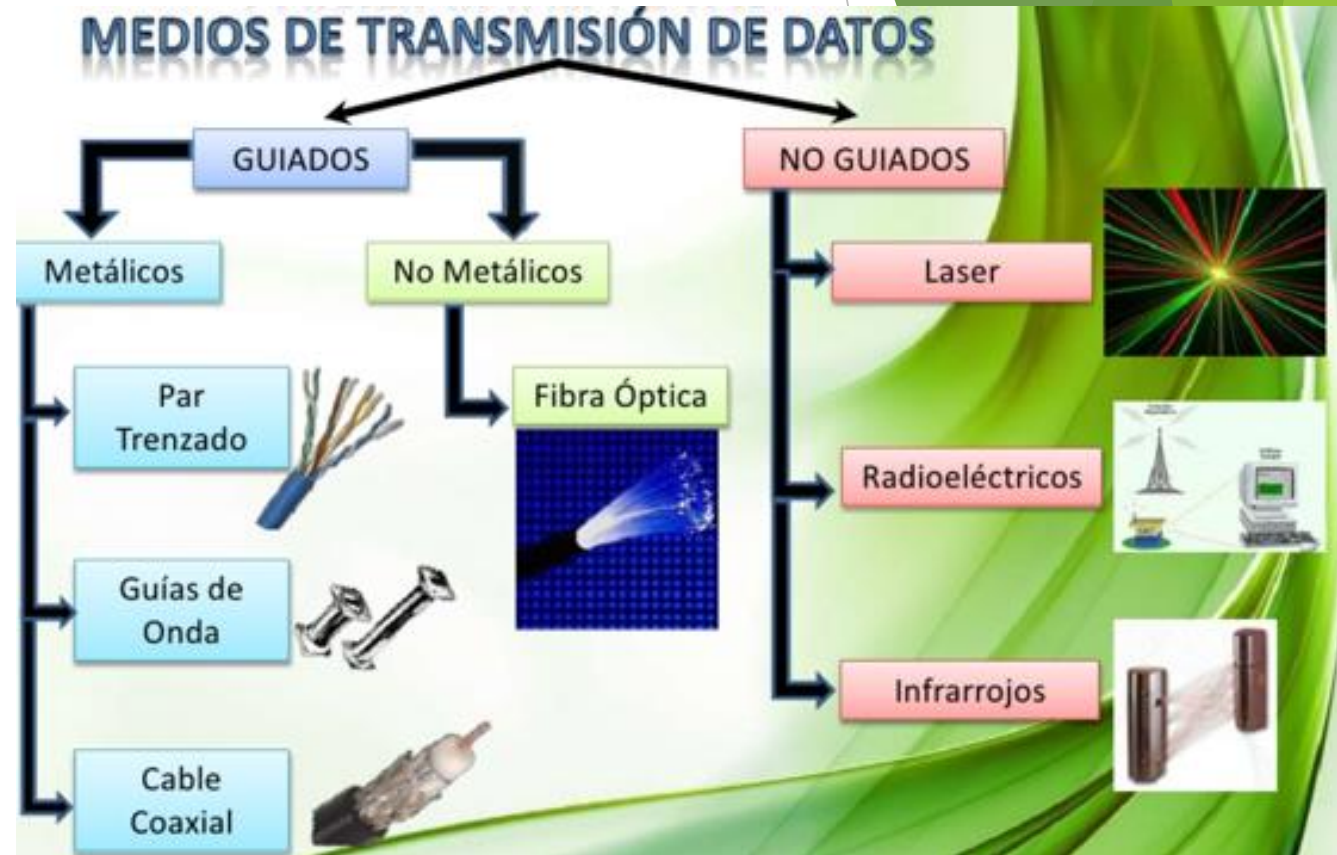 MEDIOS DE TRANSMISIÓN DE DATOS
GUIADOS
NO GUIADOS
Metálicos
No Metálicos
Laser
Par
Trenzado
Fibra Óptica
Radioeléctricos
Guías de
Onda
Infrarrojos
Cable
Coaxial